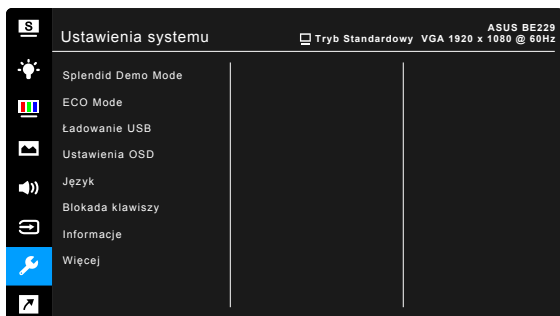 S
ASUS BE229
Ustawienia systemu
Tryb Standardowy VGA 1920 x 1080 @ 60Hz
Splendid Demo Mode
ECO Mode
Ładowanie USB
Ustawienia OSD
Język
Blokada klawiszy
Informacje
Więcej